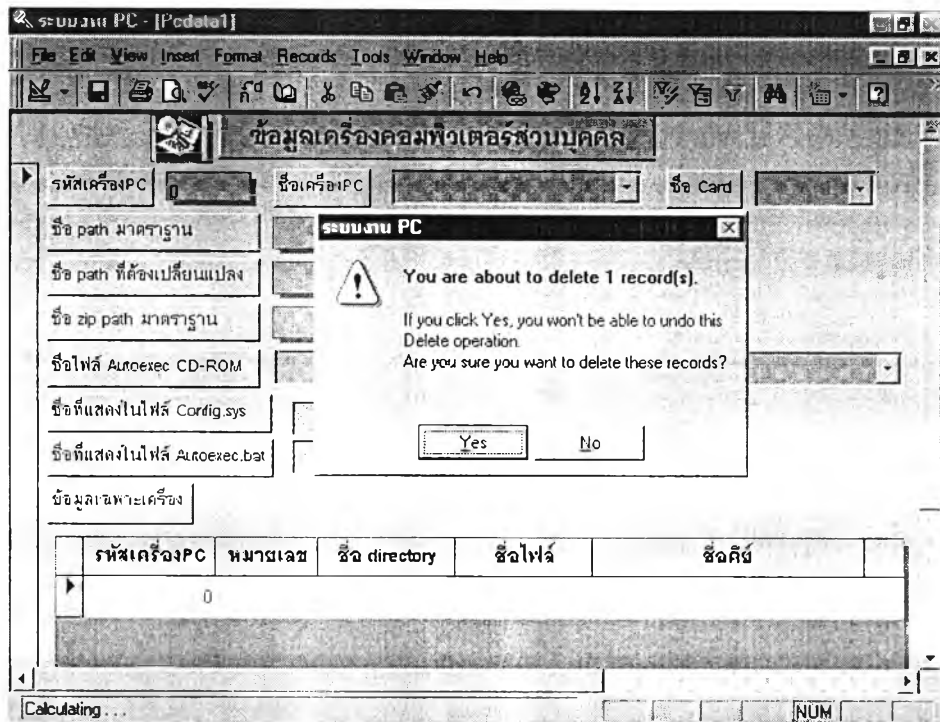 ระบบงาน PC - [Pcdata1]
File Edit View Insert Format Records Tools Window Help
ข้อมูลเครื่องคอมพิวเตอร์ส่วนบุคคล
รหัสเครื่องPC 0 ชื่อเครื่องPC ชื่อ Card
ชื่อ path มาตราฐาน
ชื่อ path ที่ต้องเปลี่ยนแปลง
ชื่อ zip path มาตราฐาน
ชื่อไฟล์ Autoexec CD-ROM
ชื่อที่แสดงในไฟล์ Config.sys
ชื่อที่แสดงในไฟล์ Autoexec.bat
ข้อมูลเฉพาะเครื่อง
ระบบงาน PC
You are about to delete 1 record(s).
If you click Yes, you won't be able to undo this
Delete operation.
Are you sure you want to delete these records?
Yes No
รหัสเครื่องPC หมายเลข ชื่อ directory ชื่อไฟล์ ชื่อคีย์
0
Calculating... NUM